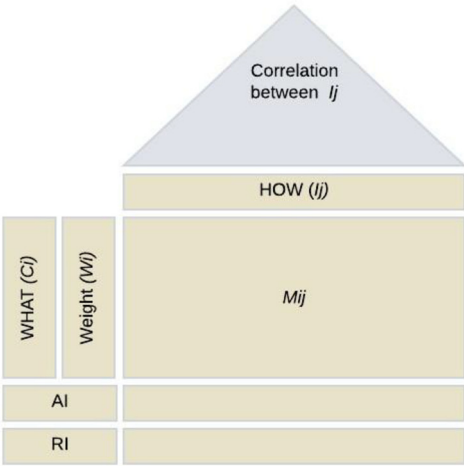 Correlation
between Ij
HOW (Ij)
WHAT (Ci)
Weight (Wi)
Mij
AI
RI